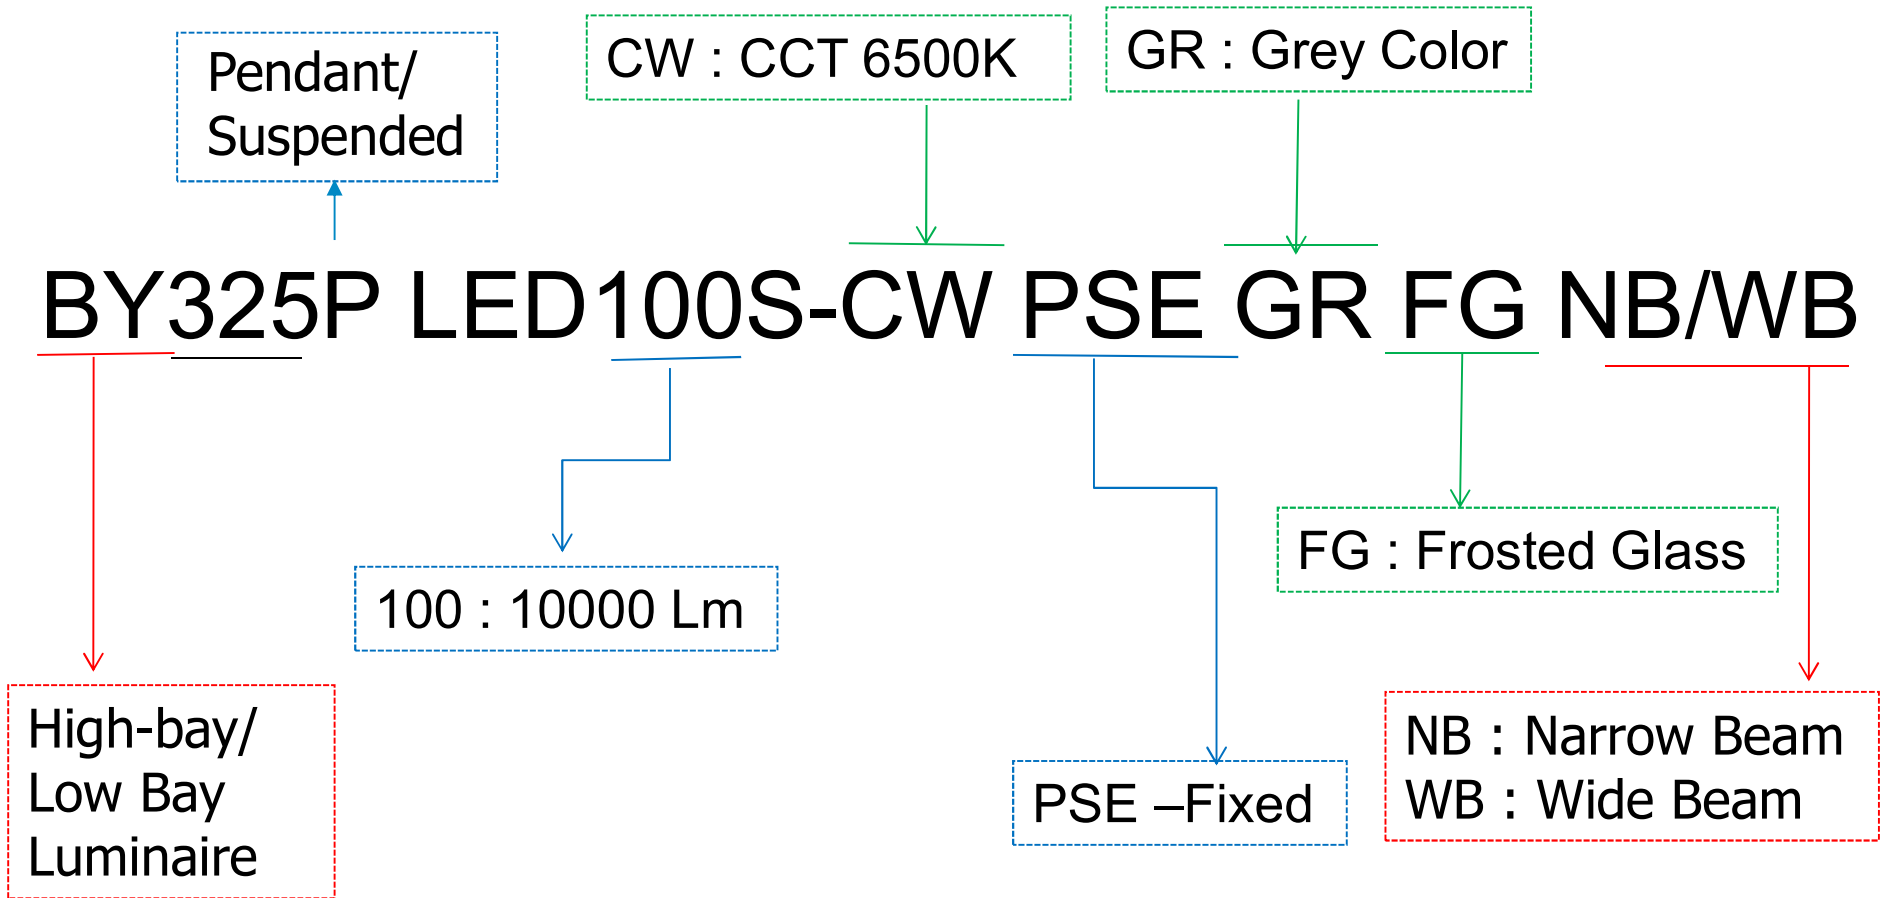 Pendant/
Suspended
CW : CCT 6500K
GR : Grey Color
BY325P LED100S-CW PSE GR FG NB/WB
FG : Frosted Glass
100 : 10000 Lm
High-bay/
Low Bay
Luminaire
PSE –Fixed
NB : Narrow Beam
WB : Wide Beam